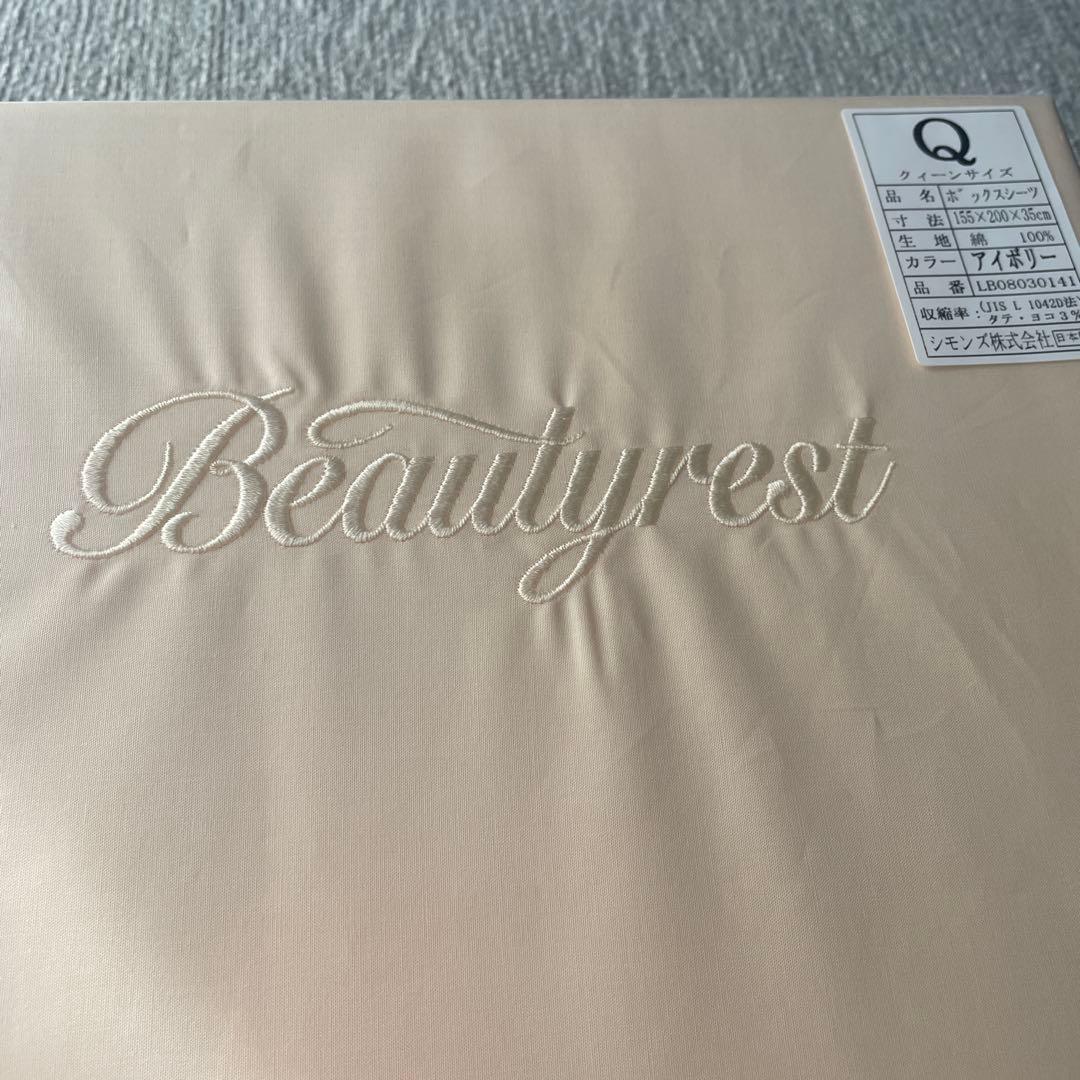 Q
クィーンサイズ
品名 ボックスシーツ
寸法 155×200×35cm
生地 綿 100%
カラー アイボリー
品番 LB08030141
収縮率：(JIS L 1042D法)
タテ・ヨコ3%
シモンズ株式会社 日本
Beautyrest